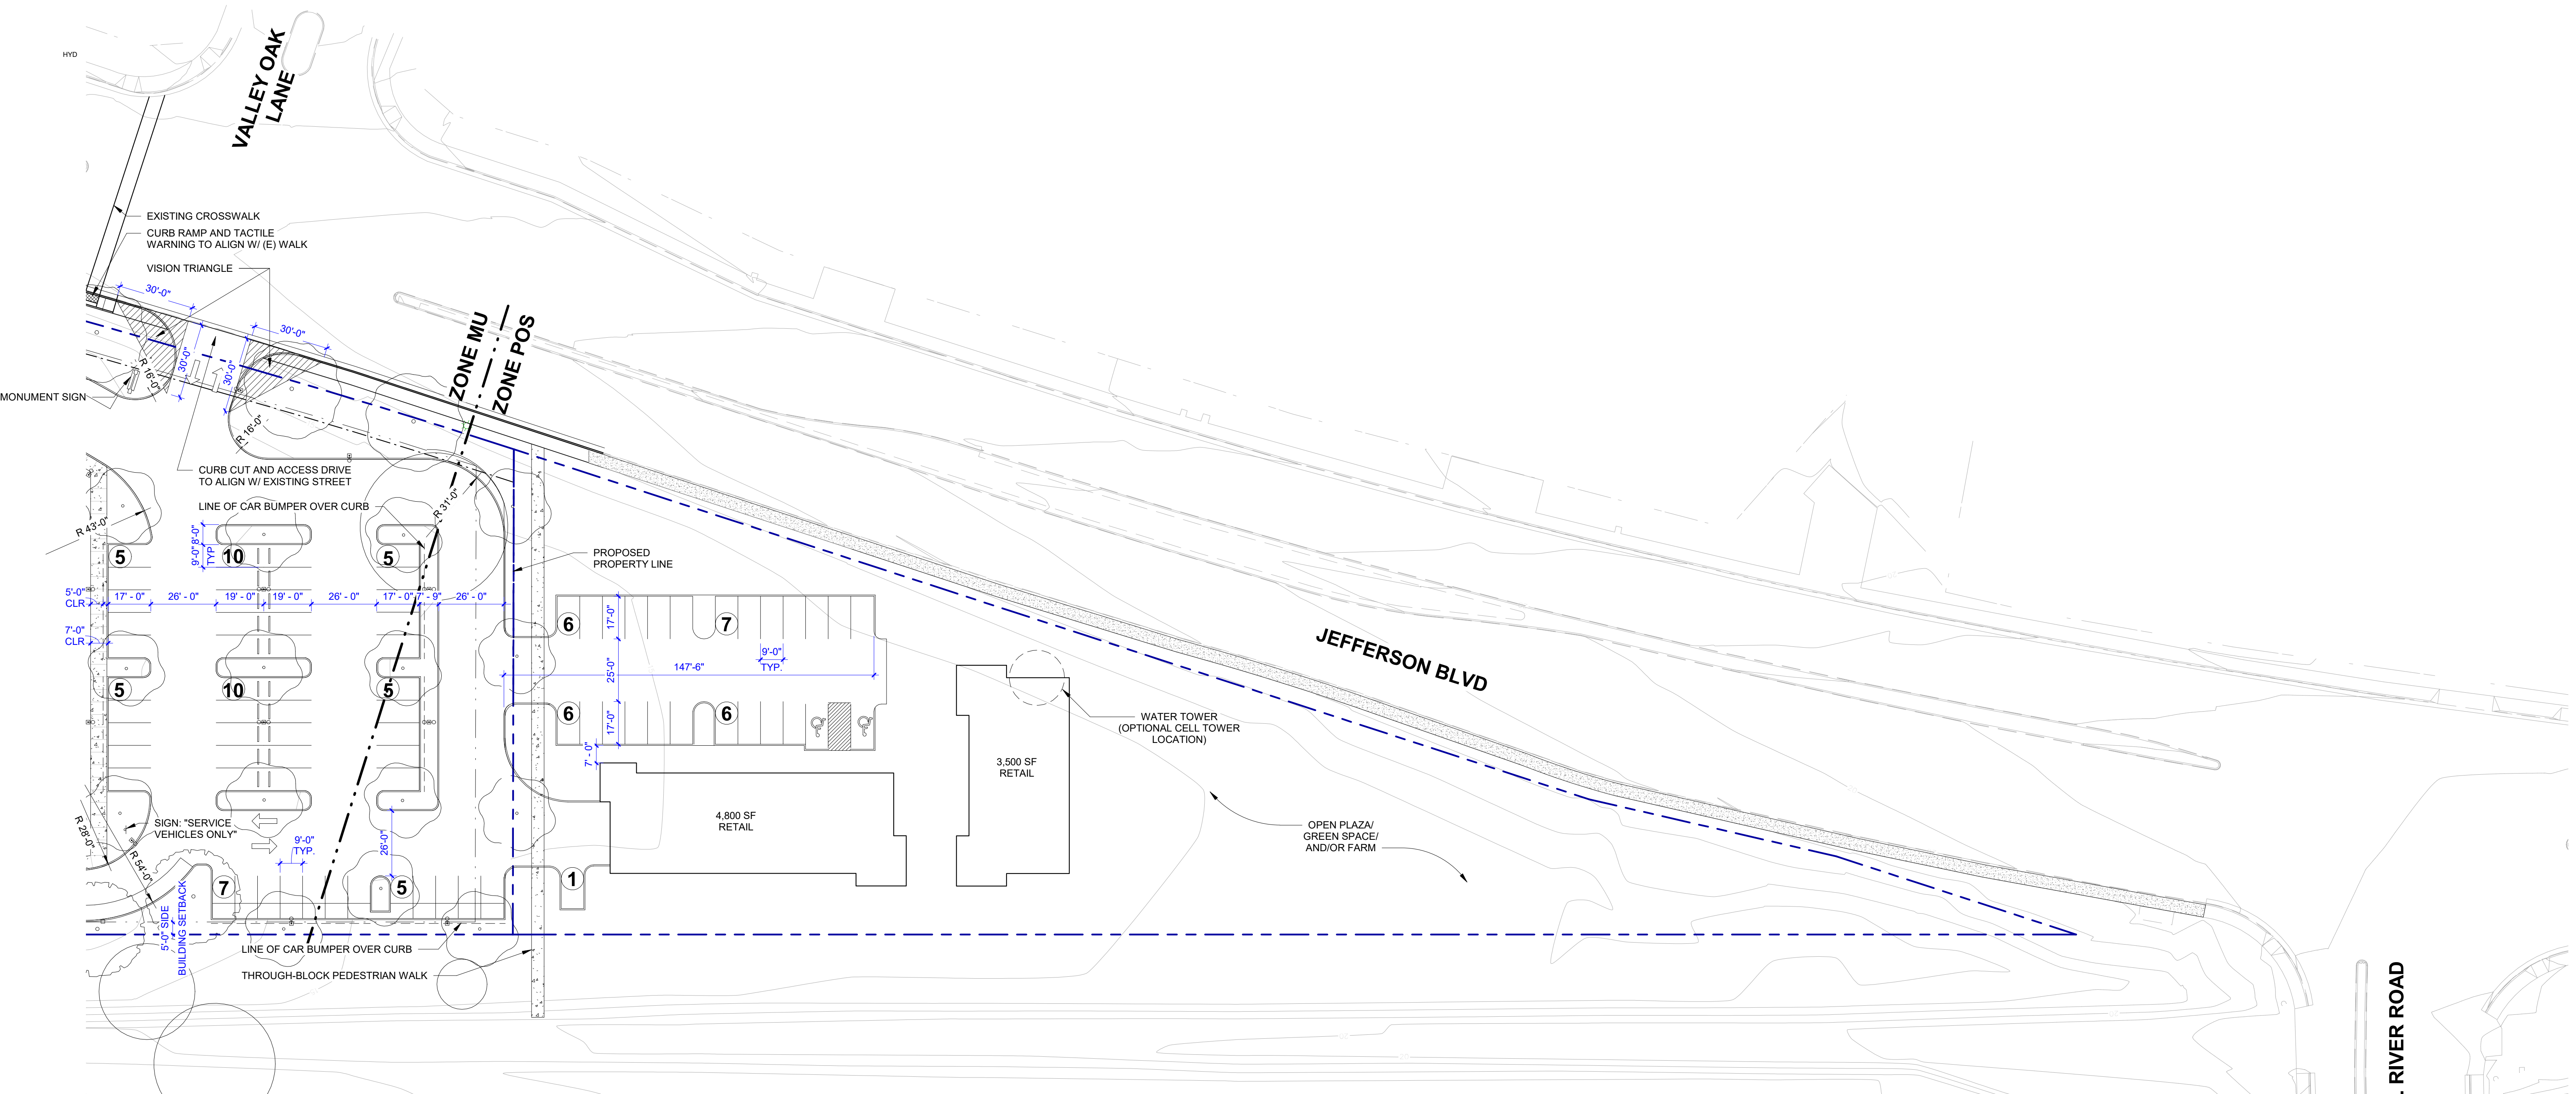 HYD
VALLEY OAK
LANE
EXISTING CROSSWALK
CURB RAMP AND TACTILE
WARNING TO ALIGN W/ (E) WALK
VISION TRIANGLE
30'-0"
30'-0"
30'-0"
30'-0"
R 16'-0"
R 16'-0"
MONUMENT SIGN
ZONE MU
ZONE POS
CURB CUT AND ACCESS DRIVE
TO ALIGN W/ EXISTING STREET
LINE OF CAR BUMPER OVER CURB
R 31'-0"
R 43'-0"
8'-0"
9'-0"
TYP.
5
10
5
PROPOSED
PROPERTY LINE
5'-0"
CLR
17' - 0"
26' - 0"
19' - 0"
19' - 0"
26' - 0"
17' - 0"
7' - 9"
26' - 0"
7'-0"
CLR
6
17'-0"
7
9'-0"
TYP.
147'-6"
25'-0"
JEFFERSON BLVD
5
10
5
6
17'-0"
6
7' - 0"
WATER TOWER
(OPTIONAL CELL TOWER
LOCATION)
3,500 SF
RETAIL
4,800 SF
RETAIL
OPEN PLAZA/
GREEN SPACE/
AND/OR FARM
SIGN: "SERVICE
VEHICLES ONLY"
R 28'-0"
R 54'-0"
9'-0"
TYP.
26'-0"
7
5
1
5'-0" SIDE
BUILDING SETBACK
LINE OF CAR BUMPER OVER CURB
THROUGH-BLOCK PEDESTRIAN WALK
RIVER ROAD